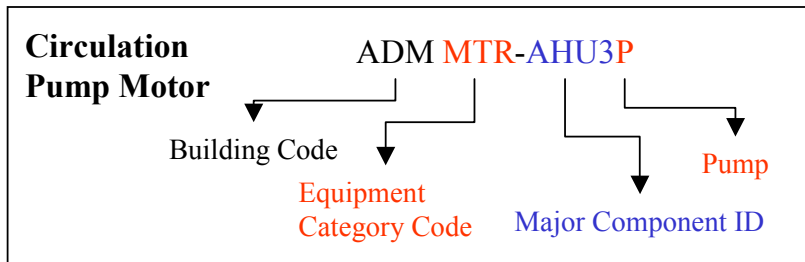 Circulation
Pump Motor
ADM MTR-AHU3P
Building Code
Equipment
Category Code
Major Component ID
Pump